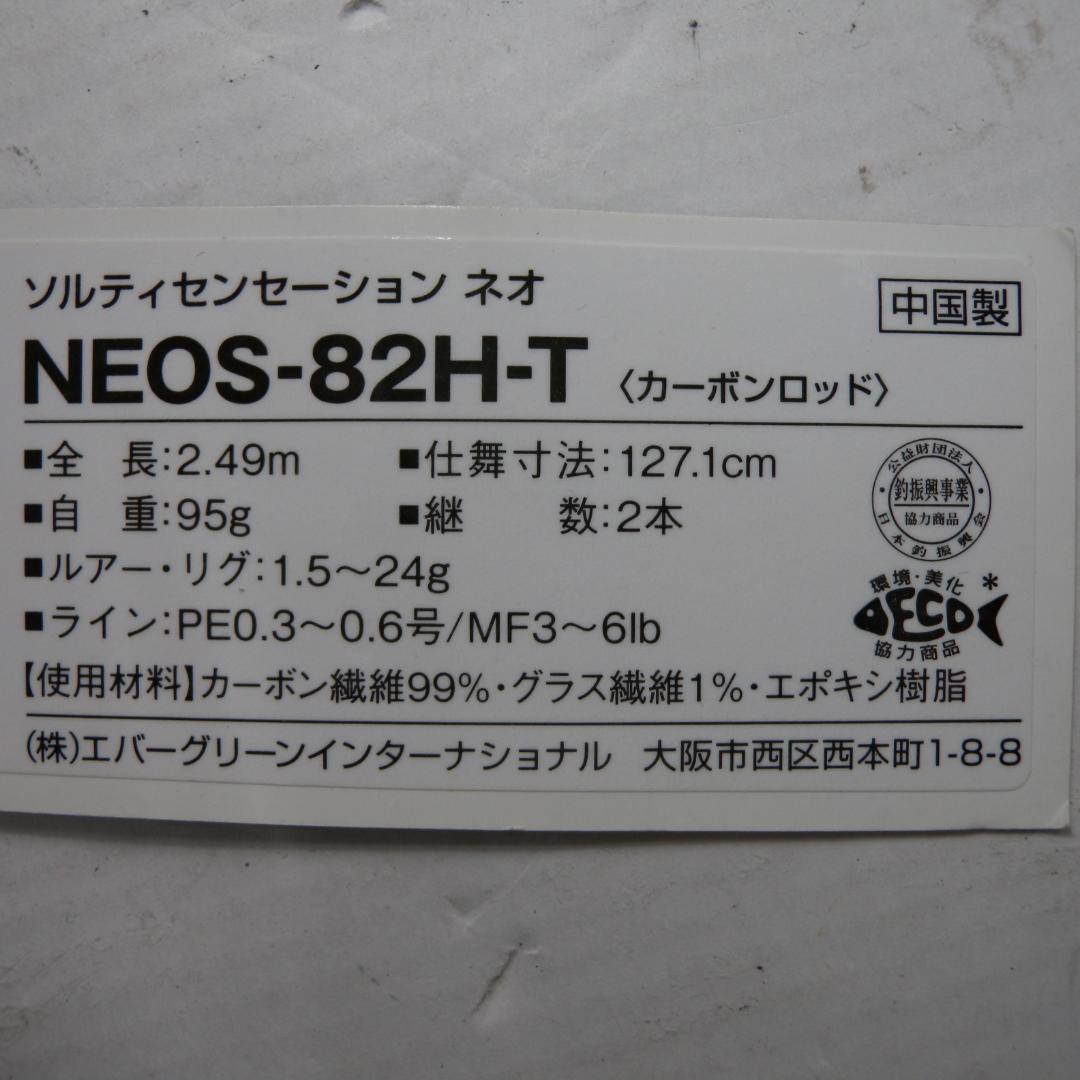 ソルティセンセーション ネオ
中国製
NEOS-82H-T 〈カーボンロッド〉
■全 長:2.49m ■仕舞寸法:127.1cm
■自 重:95g ■継 数:2本
■ルアー・リグ:1.5〜24g
■ライン:PE0.3〜0.6号/MF3〜6lb
【使用材料】カーボン繊維99%・グラス繊維1%・エポキシ樹脂
公益財団法人
釣振興事業
協力商品
日本釣振興会
環境・美化
*
AECO
協力商品
(株)エバーグリーンインターナショナル 大阪市西区西本町1-8-8